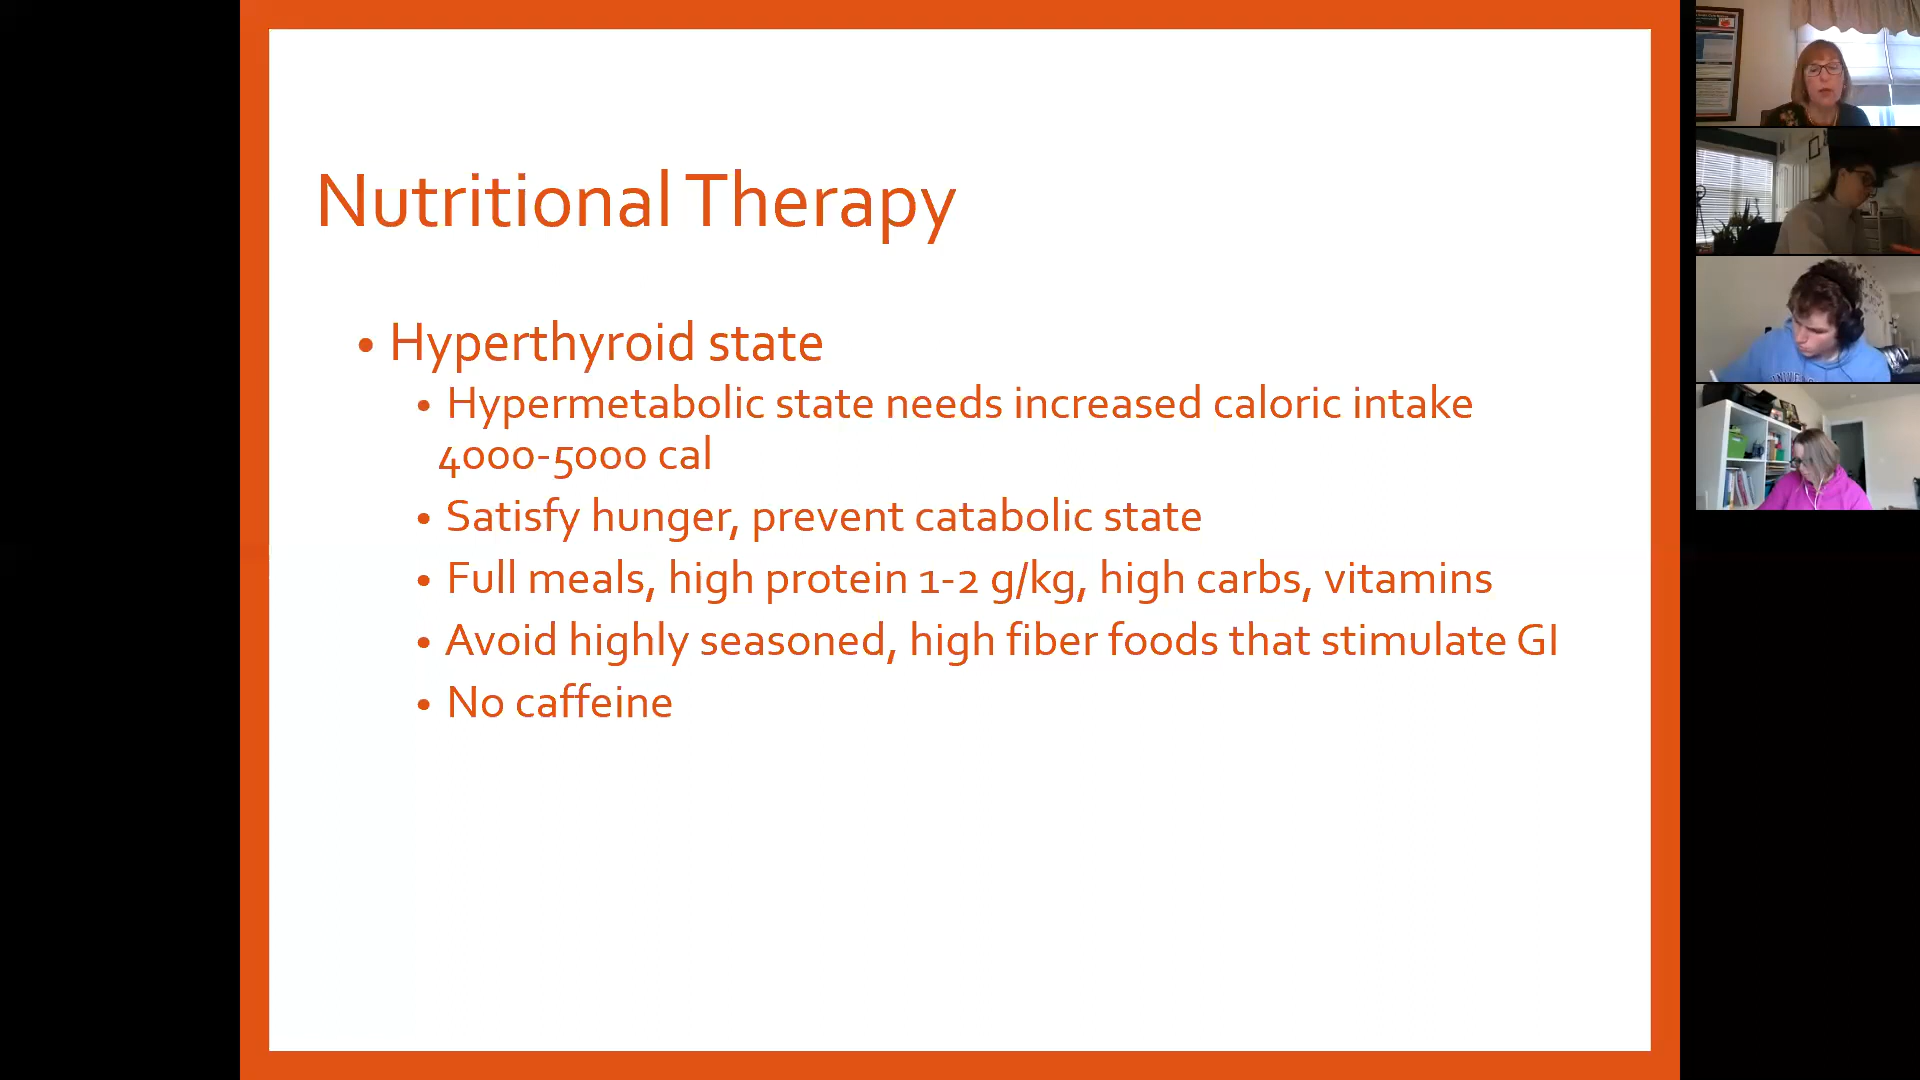 Nutritional Therapy
• Hyperthyroid state
• Hypermetabolic state needs increased caloric intake
4000-5000 cal
• Satisfy hunger, prevent catabolic state
• Full meals, high protein 1-2 g/kg, high carbs, vitamins
• Avoid highly seasoned, high fiber foods that stimulate GI
• No caffeine